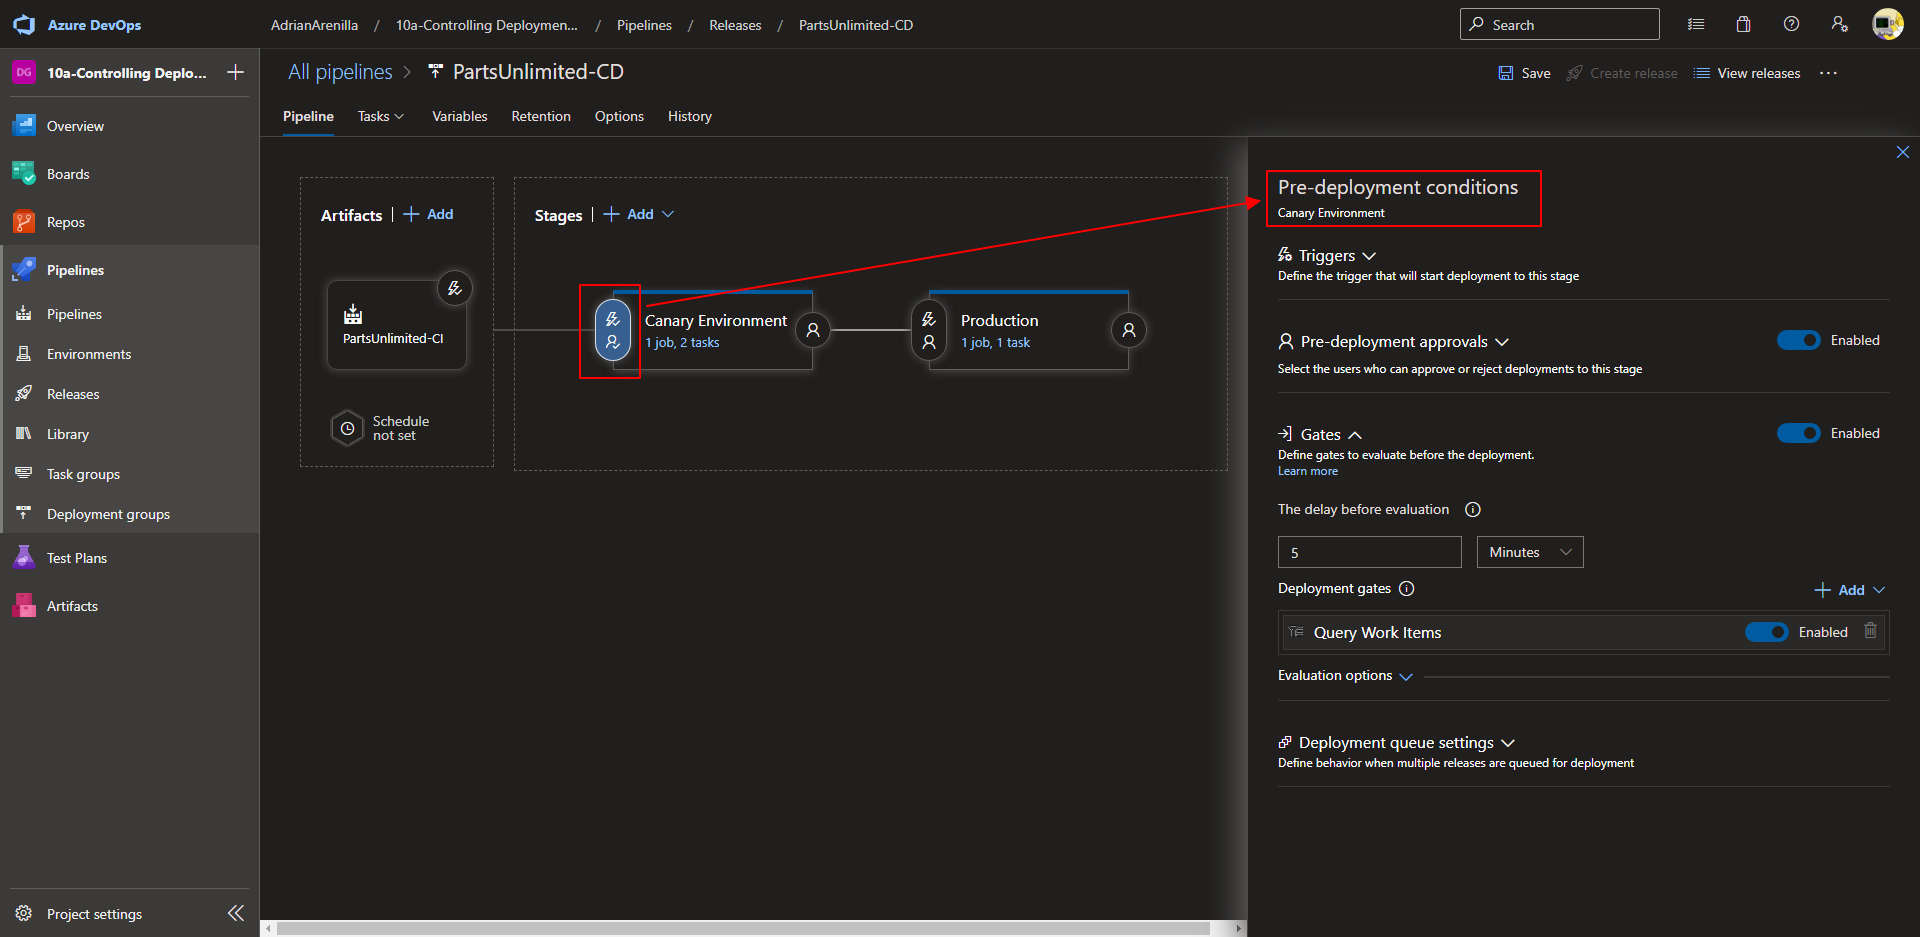 Azure DevOps
AdrianArenilla / 10a-Controlling Deploymen... / Pipelines / Releases / PartsUnlimited-CD
Search
DG 10a-Controlling Deplo...
Overview
Boards
Repos
Pipelines
Pipelines
Environments
Releases
Library
Task groups
Deployment groups
Test Plans
Artifacts
Project settings
All pipelines > PartsUnlimited-CD
Save
Create release
View releases
Pipeline
Tasks
Variables
Retention
Options
History
Artifacts | + Add
PartsUnlimited-CI
Schedule
not set
Stages | + Add
Canary Environment
1 job, 2 tasks
Production
1 job, 1 task
Pre-deployment conditions
Canary Environment
Triggers
Define the trigger that will start deployment to this stage
Pre-deployment approvals
Enabled
Select the users who can approve or reject deployments to this stage
Gates
Enabled
Define gates to evaluate before the deployment.
Learn more
The delay before evaluation
5
Minutes
Deployment gates
+ Add
Query Work Items
Enabled
Evaluation options
Deployment queue settings
Define behavior when multiple releases are queued for deployment